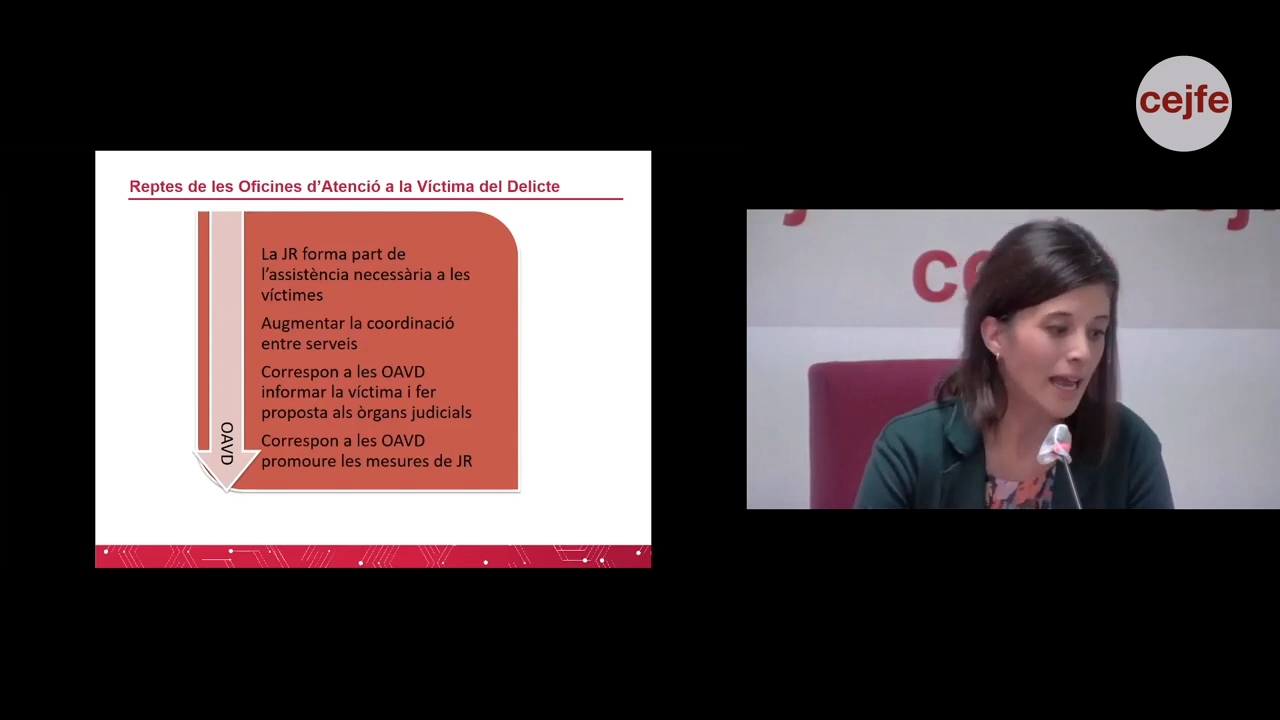 cejfe
Reptes de les Oficines d'Atenció a la Víctima del Delicte
La JR forma part de
l'assistència necessària a les
víctimes
Augmentar la coordinació
entre serveis
Correspon a les OAVD
informar la víctima i fer
proposta als òrgans judicials
Correspon a les OAVD
promoure les mesures de JR
OAVD